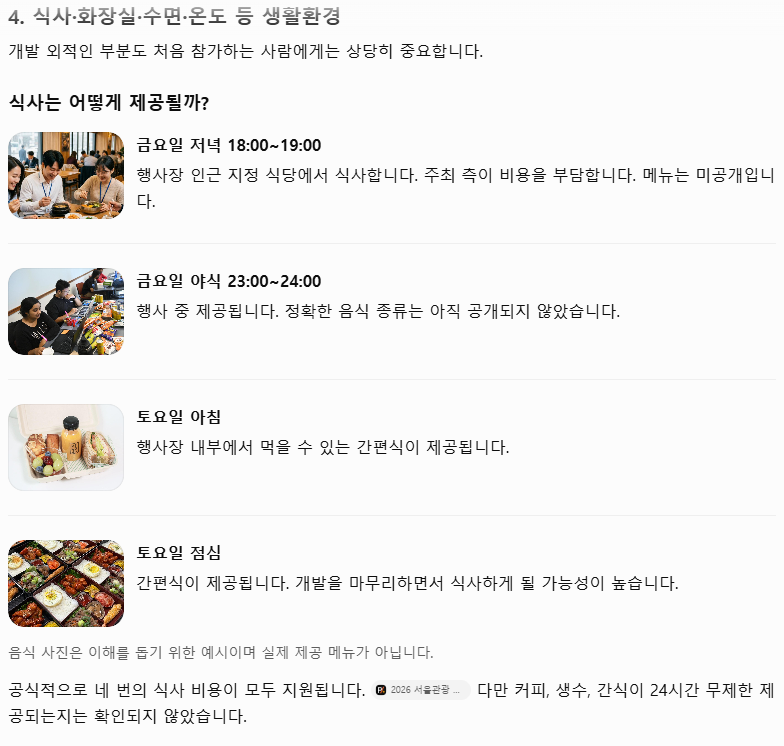 4. 식사·화장실·수면·온도 등 생활환경
개발 외적인 부분도 처음 참가하는 사람에게는 상당히 중요합니다.
식사는 어떻게 제공될까?
금요일 저녁 18:00~19:00
행사장 인근 지정 식당에서 식사합니다. 주최 측이 비용을 부담합니다. 메뉴는 미공개입니
다.
금요일 야식 23:00~24:00
행사 중 제공됩니다. 정확한 음식 종류는 아직 공개되지 않았습니다.
토요일 아침
행사장 내부에서 먹을 수 있는 간편식이 제공됩니다.
토요일 점심
간편식이 제공됩니다. 개발을 마무리하면서 식사하게 될 가능성이 높습니다.
음식 사진은 이해를 돕기 위한 예시이며 실제 제공 메뉴가 아닙니다.
공식적으로 네 번의 식사 비용이 모두 지원됩니다. 2026 서울관광 ... 다만 커피, 생수, 간식이 24시간 무제한 제
공되는지는 확인되지 않았습니다.